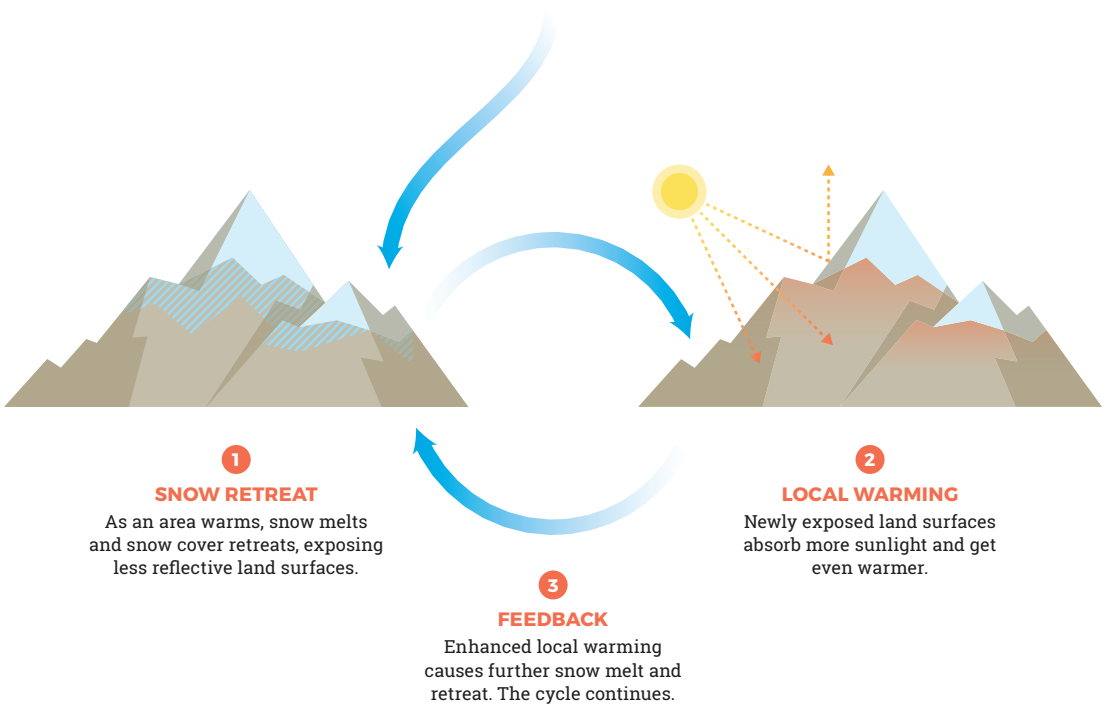 1
SNOW RETREAT
As an area warms, snow melts
and snow cover retreats, exposing
less reflective land surfaces.
2
LOCAL WARMING
Newly exposed land surfaces
absorb more sunlight and get
even warmer.
3
FEEDBACK
Enhanced local warming
causes further snow melt and
retreat. The cycle continues.